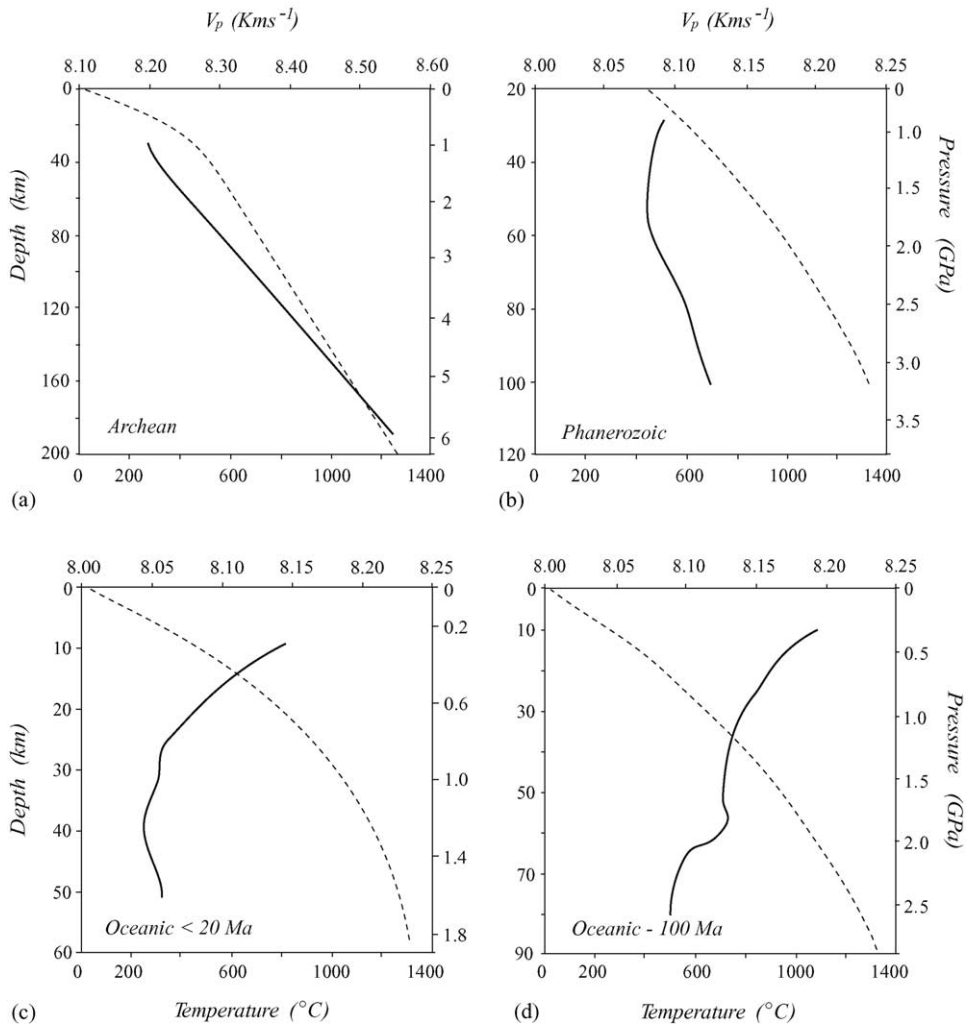 V_p (Kms⁻¹)
8.10 8.20 8.30 8.40 8.50 8.60
0
40
80
120
160
200
Depth (km)
0
1
2
3
4
5
6
Archean
0 200 600 1000 1400
(a)
V_p (Kms⁻¹)
8.00 8.05 8.10 8.15 8.20 8.25
20
40
60
80
100
120
0
1.0
1.5
2.0
2.5
3.0
3.5
Pressure (GPa)
Phanerozoic
0 200 600 1000 1400
(b)
8.00 8.05 8.10 8.15 8.20 8.25
0
10
20
30
40
50
60
Depth (km)
0
0.2
0.6
1.0
1.4
1.8
Oceanic < 20 Ma
0 200 600 1000 1400
Temperature (°C)
(c)
8.00 8.05 8.10 8.15 8.20 8.25
0
10
30
50
70
90
0
0.5
1.0
1.5
2.0
2.5
Pressure (GPa)
Oceanic - 100 Ma
0 200 600 1000 1400
Temperature (°C)
(d)